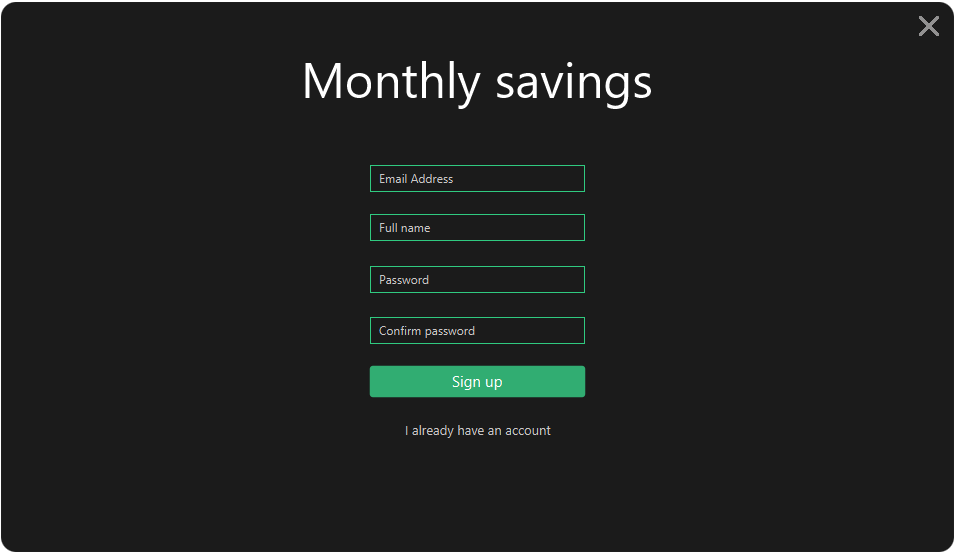 Monthly savings
Email Address
Full name
Password
Confirm password
Sign up
I already have an account